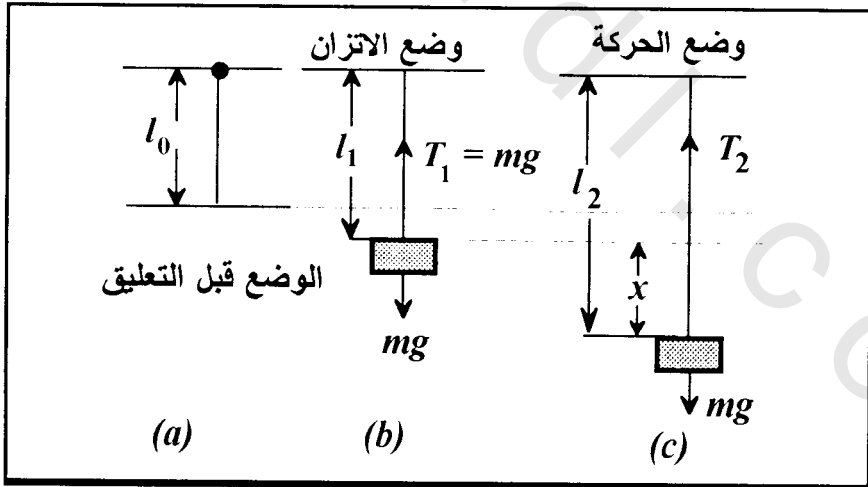 وضع الاتزان
وضع الحركة
l0
l1
T1 = mg
l2
T2
الوضع قبل التعليق
x
mg
mg
(a)
(b)
(c)